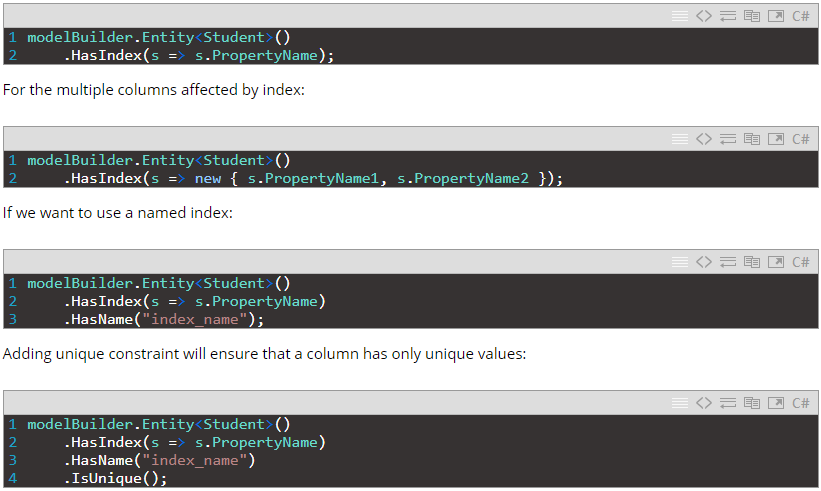 C#
1 modelBuilder.Entity<Student>()
2     .HasIndex(s => s.PropertyName);
For the multiple columns affected by index:
C#
1 modelBuilder.Entity<Student>()
2     .HasIndex(s => new { s.PropertyName1, s.PropertyName2 });
If we want to use a named index:
C#
1 modelBuilder.Entity<Student>()
2     .HasIndex(s => s.PropertyName)
3     .HasName("index_name");
Adding unique constraint will ensure that a column has only unique values:
C#
1 modelBuilder.Entity<Student>()
2     .HasIndex(s => s.PropertyName)
3     .HasName("index_name")
4     .IsUnique();